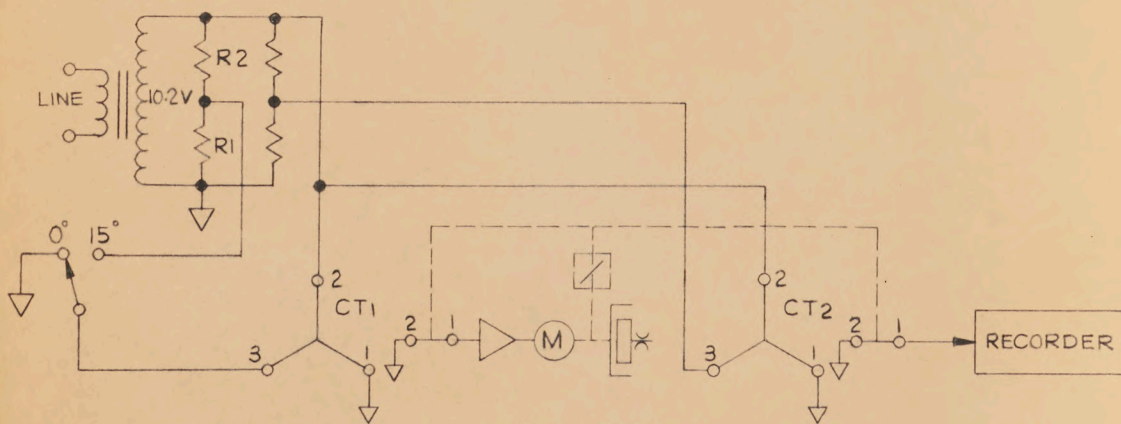 R2
LINE
10.2V
R1
0° 15°
2
CT1
2 1
M
3
1
2
CT2
2 1
RECORDER
3
1